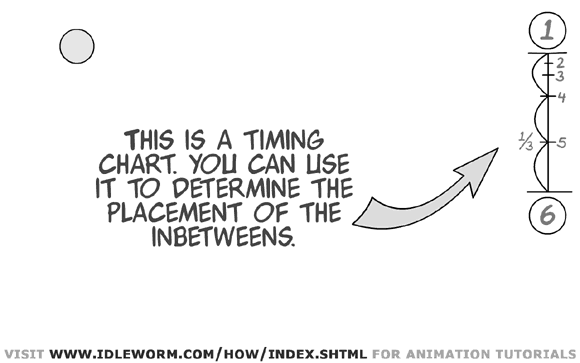 1
2
3
4
1/3 5
6
THIS IS A TIMING
CHART. YOU CAN USE
IT TO DETERMINE THE
PLACEMENT OF THE
INBETWEENS.
VISIT WWW.IDLEWORM.COM/HOW/INDEX.SHTML FOR ANIMATION TUTORIALS